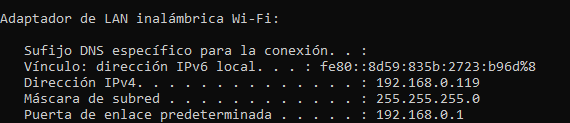 Adaptador de LAN inalámbrica Wi-Fi:
Sufijo DNS específico para la conexión. . :
Vínculo: dirección IPv6 local. . . : fe80::8d59:835b:2723:b96d%8
Dirección IPv4. . . . . . . . . . . . . . : 192.168.0.119
Máscara de subred . . . . . . . . . . . . : 255.255.255.0
Puerta de enlace predeterminada . . . . . : 192.168.0.1